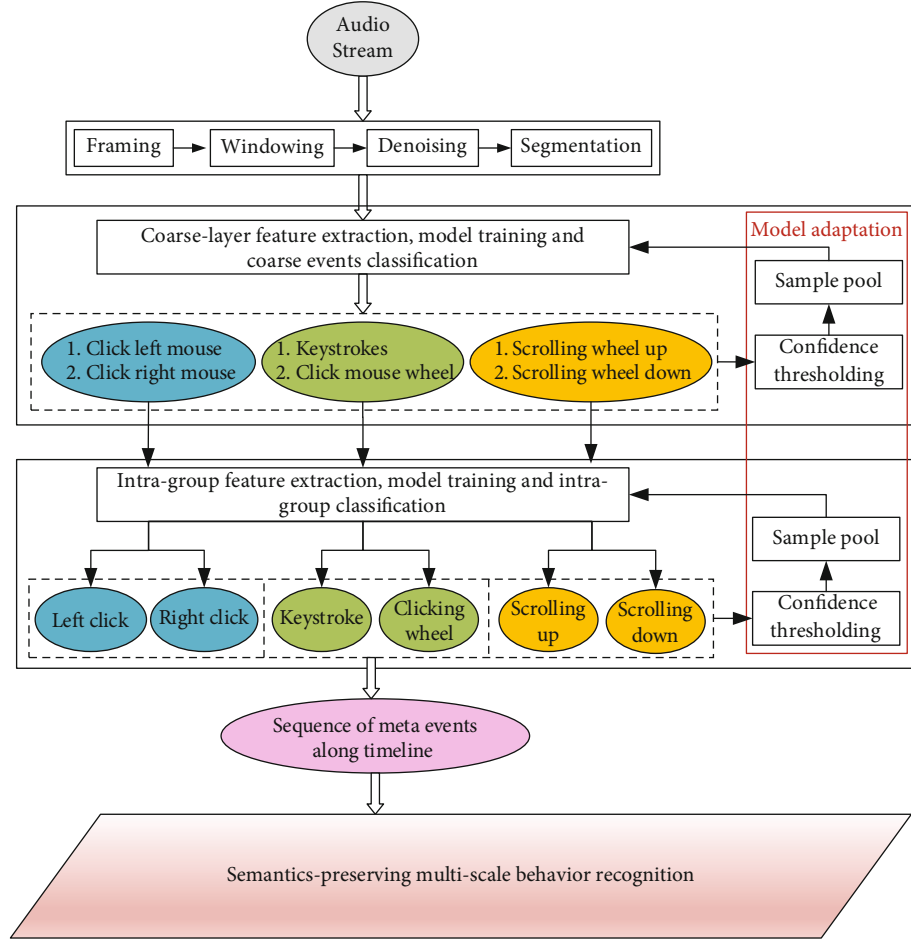 Audio
Stream
Framing
Windowing
Denoising
Segmentation
Coarse-layer feature extraction, model training and
coarse events classification
Model adaptation
Sample pool
Confidence
thresholding
1. Click left mouse
2. Click right mouse
1. Keystrokes
2. Click mouse wheel
1. Scrolling wheel up
2. Scrolling wheel down
Intra-group feature extraction, model training and intra-
group classification
Sample pool
Confidence
thresholding
Left click
Right click
Keystroke
Clicking
wheel
Scrolling
up
Scrolling
down
Sequence of meta events
along timeline
Semantics-preserving multi-scale behavior recognition